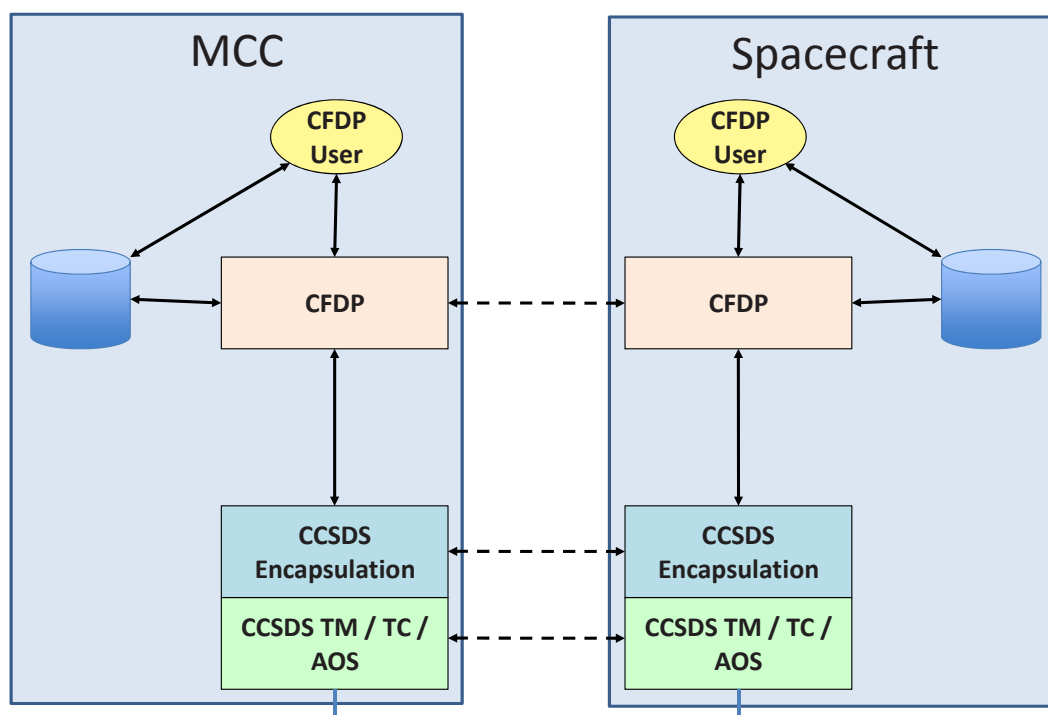 MCC
CFDP
User
CFDP
CCSDS
Encapsulation
CCSDS TM / TC /
AOS
Spacecraft
CFDP
User
CFDP
CCSDS
Encapsulation
CCSDS TM / TC /
AOS